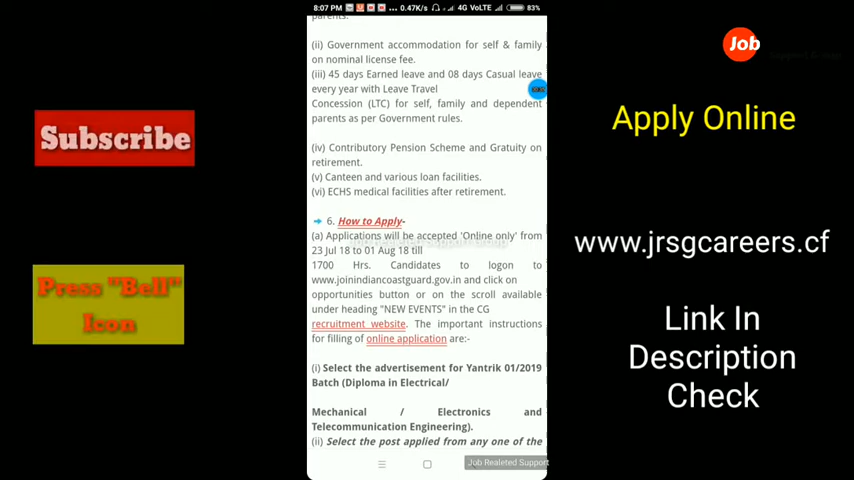 8:07 PM ...0.47K/s 4G VoLTE 83%
parents.
(ii) Government accommodation for self & family
on nominal license fee.
(iii) 45 days Earned leave and 08 days Casual leave
every year with Leave Travel
Concession (LTC) for self, family and dependent
parents as per Government rules.
(iv) Contributory Pension Scheme and Gratuity on
retirement.
(v) Canteen and various loan facilities.
(vi) ECHS medical facilities after retirement.
6. How to Apply-
(a) Applications will be accepted 'Online only' from
23 Jul 18 to 01 Aug 18 till
1700 Hrs. Candidates to logon to
www.joinindiancoastguard.gov.in and click on
opportunities button or on the scroll available
under heading "NEW EVENTS" in the CG
recruitment website. The important instructions
for filling of online application are:-
(i) Select the advertisement for Yantrik 01/2019
Batch (Diploma in Electrical/
Mechanical / Electronics and
Telecommunication Engineering).
(ii) Select the post applied from any one of the
Job Realeted Support
Subscribe
Press "Bell"
Icon
Job
Apply Online
www.jrsgcareers.cf
Link In
Description
Check